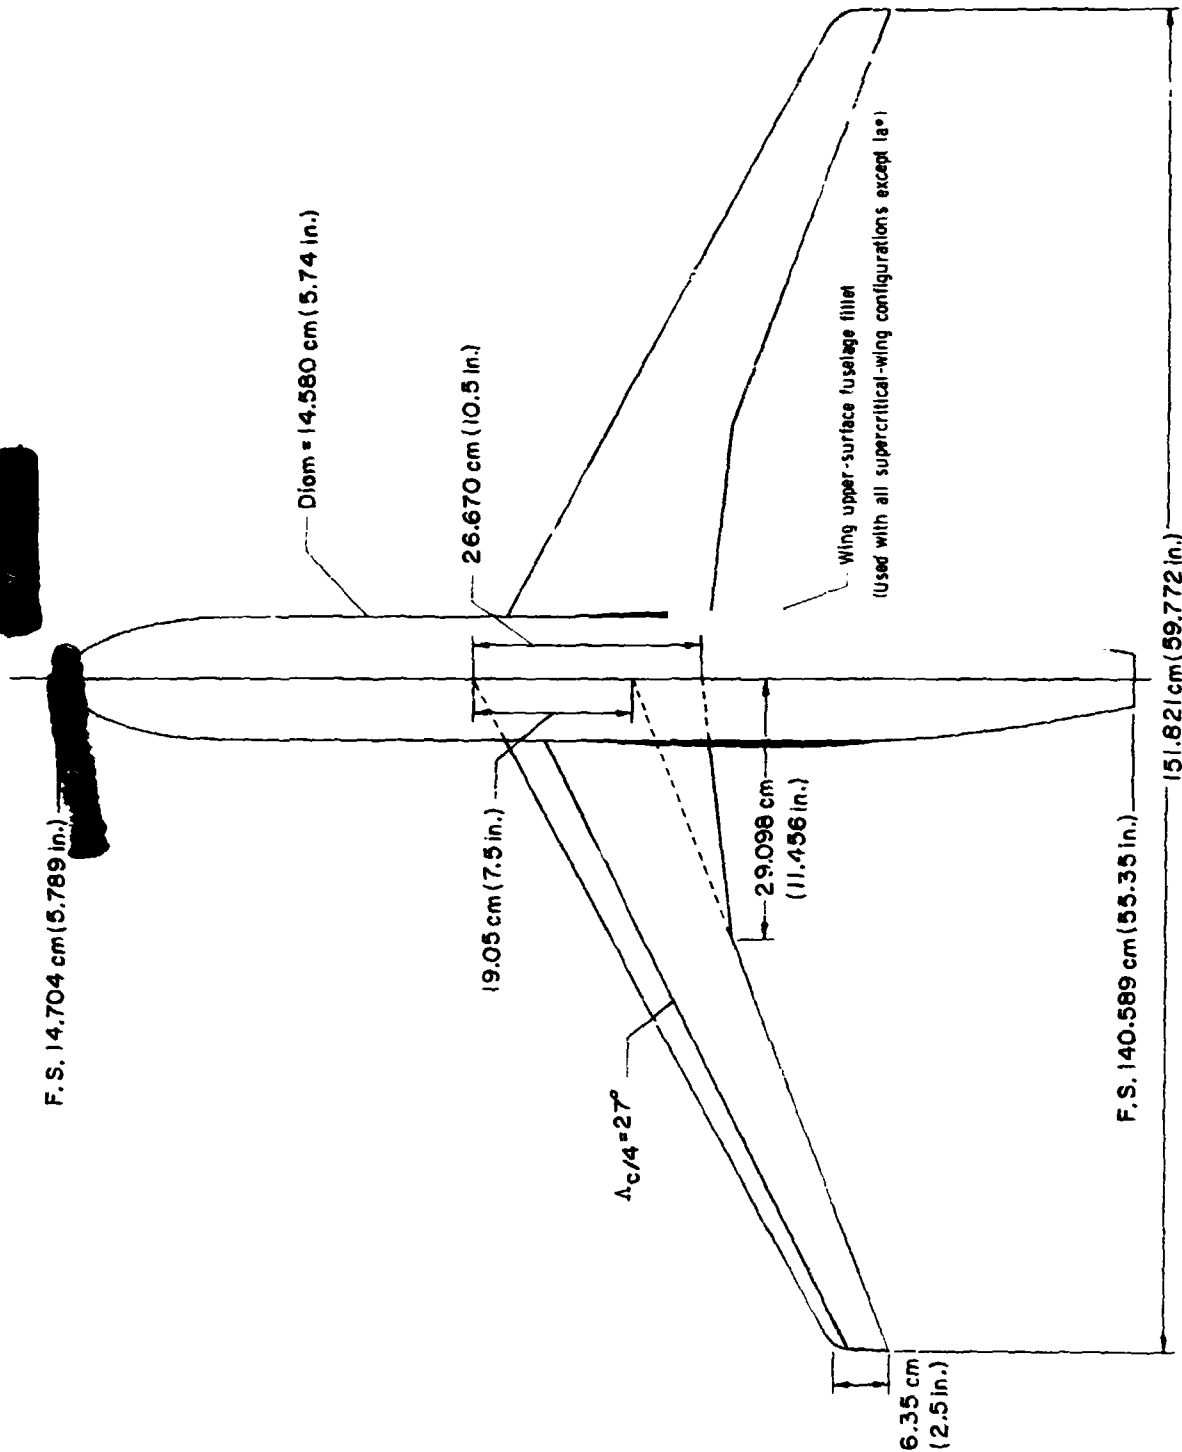 F.S. 14.704 cm (5.789 in.)
Diam = 14.580 cm (5.74 in.)
26.670 cm (10.5 in.)
19.05 cm (7.5 in.)
Wing upper-surface fuselage fillet
(Used with all supercritical-wing configurations except 1a*)
29.098 cm
(11.456 in.)
Λc/4 = 27°
F.S. 140.589 cm (55.35 in.)
6.35 cm
(2.5 in.)
151.821 cm (59.772 in.)